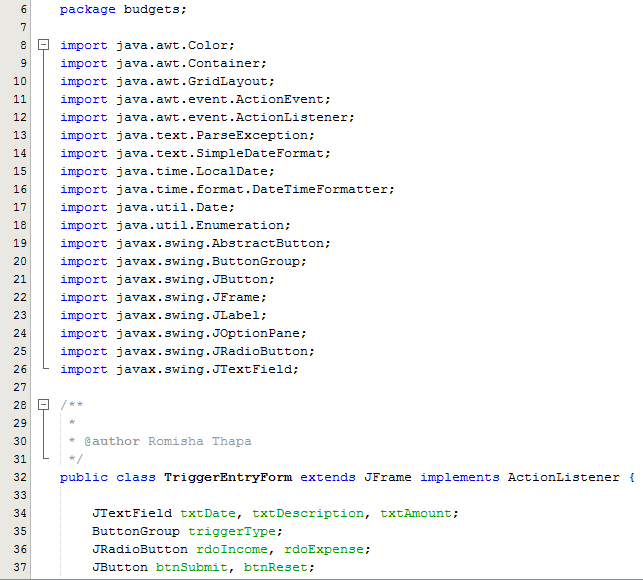 6 package budgets;
7
8 import java.awt.Color;
9 import java.awt.Container;
10 import java.awt.GridLayout;
11 import java.awt.event.ActionEvent;
12 import java.awt.event.ActionListener;
13 import java.text.ParseException;
14 import java.text.SimpleDateFormat;
15 import java.time.LocalDate;
16 import java.time.format.DateTimeFormatter;
17 import java.util.Date;
18 import java.util.Enumeration;
19 import javax.swing.AbstractButton;
20 import javax.swing.ButtonGroup;
21 import javax.swing.JButton;
22 import javax.swing.JFrame;
23 import javax.swing.JLabel;
24 import javax.swing.JOptionPane;
25 import javax.swing.JRadioButton;
26 import javax.swing.JTextField;
27
28 /**
29 *
30 * @author Romisha Thapa
31 */
32 public class TriggerEntryForm extends JFrame implements ActionListener {
33
34 JTextField txtDate, txtDescription, txtAmount;
35 ButtonGroup triggerType;
36 JRadioButton rdoIncome, rdoExpense;
37 JButton btnSubmit, btnReset;